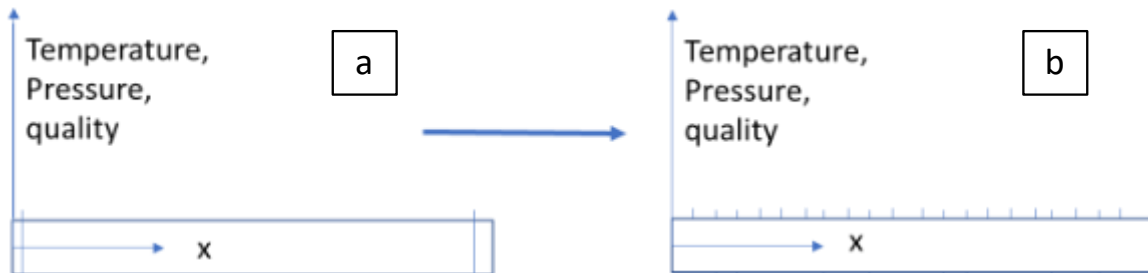 Temperature,
Pressure,
quality
a
x
Temperature,
Pressure,
quality
b
x